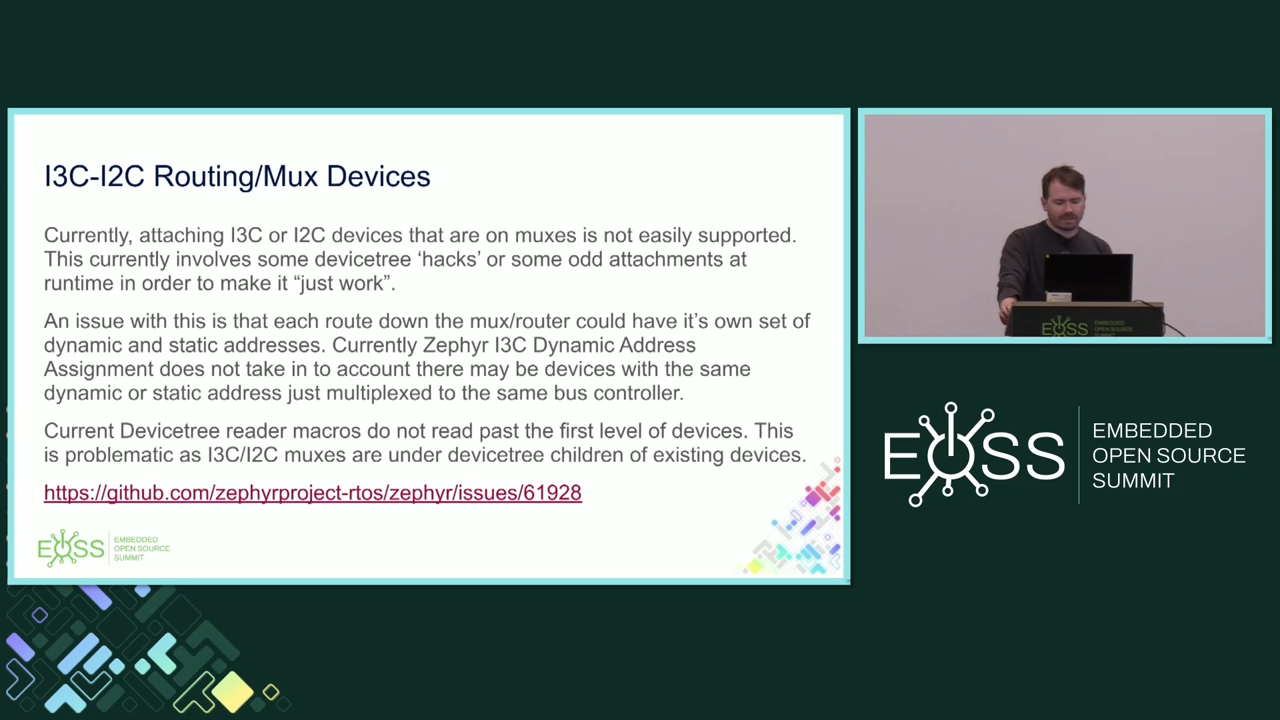 I3C-I2C Routing/Mux Devices
Currently, attaching I3C or I2C devices that are on muxes is not easily supported.
This currently involves some devicetree ‘hacks’ or some odd attachments at
runtime in order to make it “just work”.
An issue with this is that each route down the mux/router could have it’s own set of
dynamic and static addresses. Currently Zephyr I3C Dynamic Address
Assignment does not take in to account there may be devices with the same
dynamic or static address just multiplexed to the same bus controller.
Current Devicetree reader macros do not read past the first level of devices. This
is problematic as I3C/I2C muxes are under devicetree children of existing devices.
https://github.com/zephyrproject-rtos/zephyr/issues/61928
EOSS
EMBEDDED
OPEN SOURCE
SUMMIT
EOSS
EMBEDDED
OPEN SOURCE
SUMMIT
EOSS
EMBEDDED
OPEN SOURCE
SUMMIT